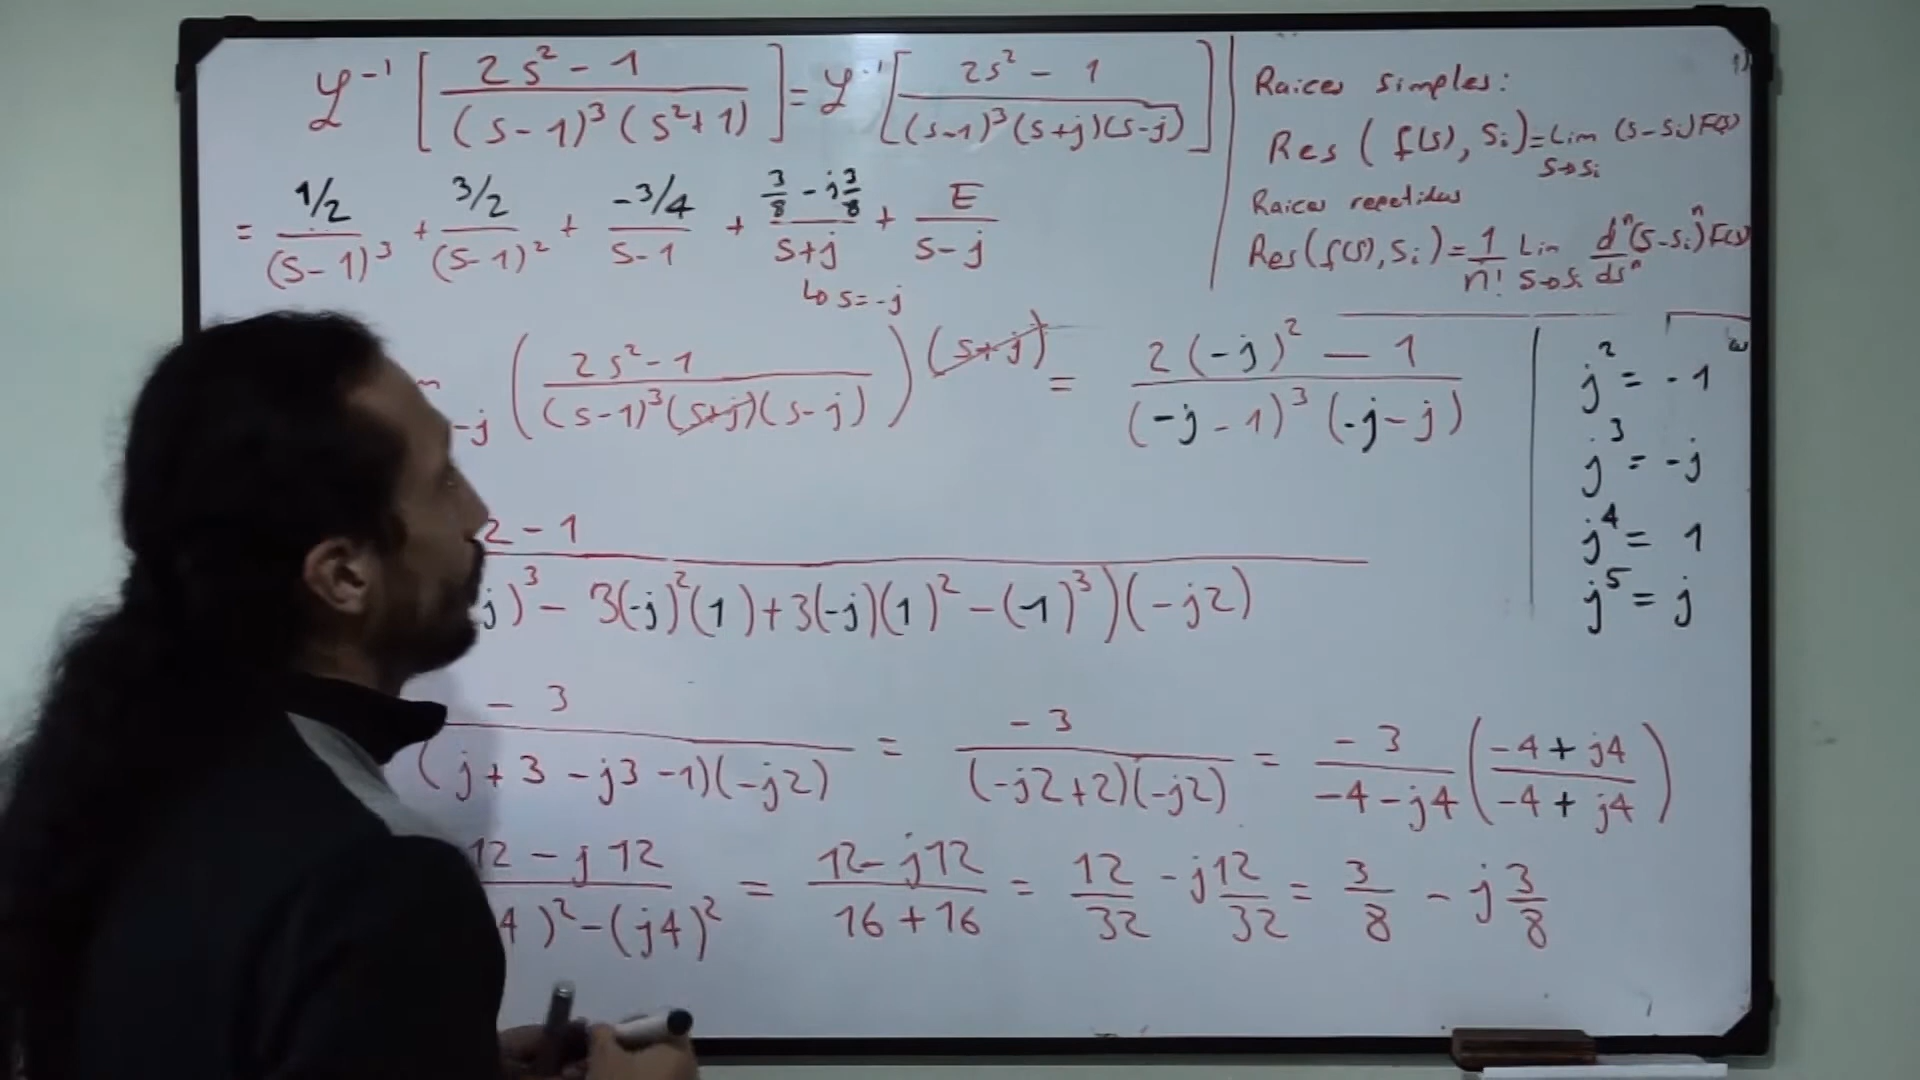 ℒ⁻¹ [ (2s² - 1) / ((s-1)³(s²+1)) ] = ℒ⁻¹ [ (2s² - 1) / ((s-1)³(s+j)(s-j)) ]
= (1/2)/(s-1)³ + (3/2)/(s-1)² + (-3/4)/(s-1) + (3/8 - j3/8)/(s+j) + E/(s-j)
↳ s=-j
Raices simples:
Res (f(s), si) = Lim s→si (s-si)F(s)
Raices repetidas
Res(f(s), si) = 1/n! Lim s→si dⁿ/dsⁿ (s-si)ⁿ F(s)
-j ( (2s²-1) / ((s-1)³(s+j)(s-j)) ) (s+j) = (2(-j)² - 1) / ((-j-1)³(-j-j))
2 - 1
j)³ - 3(-j)²(1) + 3(-j)(1)² - (1)³)(-j2)
-3 / (j+3-j3-1)(-j2) = -3 / (-j2+2)(-j2) = -3/(-4-j4) ( (-4+j4)/(-4+j4) )
12 - j12 / 4)² - (j4)² = (12-j12)/(16+16) = 12/32 - j12/32 = 3/8 - j3/8
j² = -1
j³ = -j
j⁴ = 1
j⁵ = j